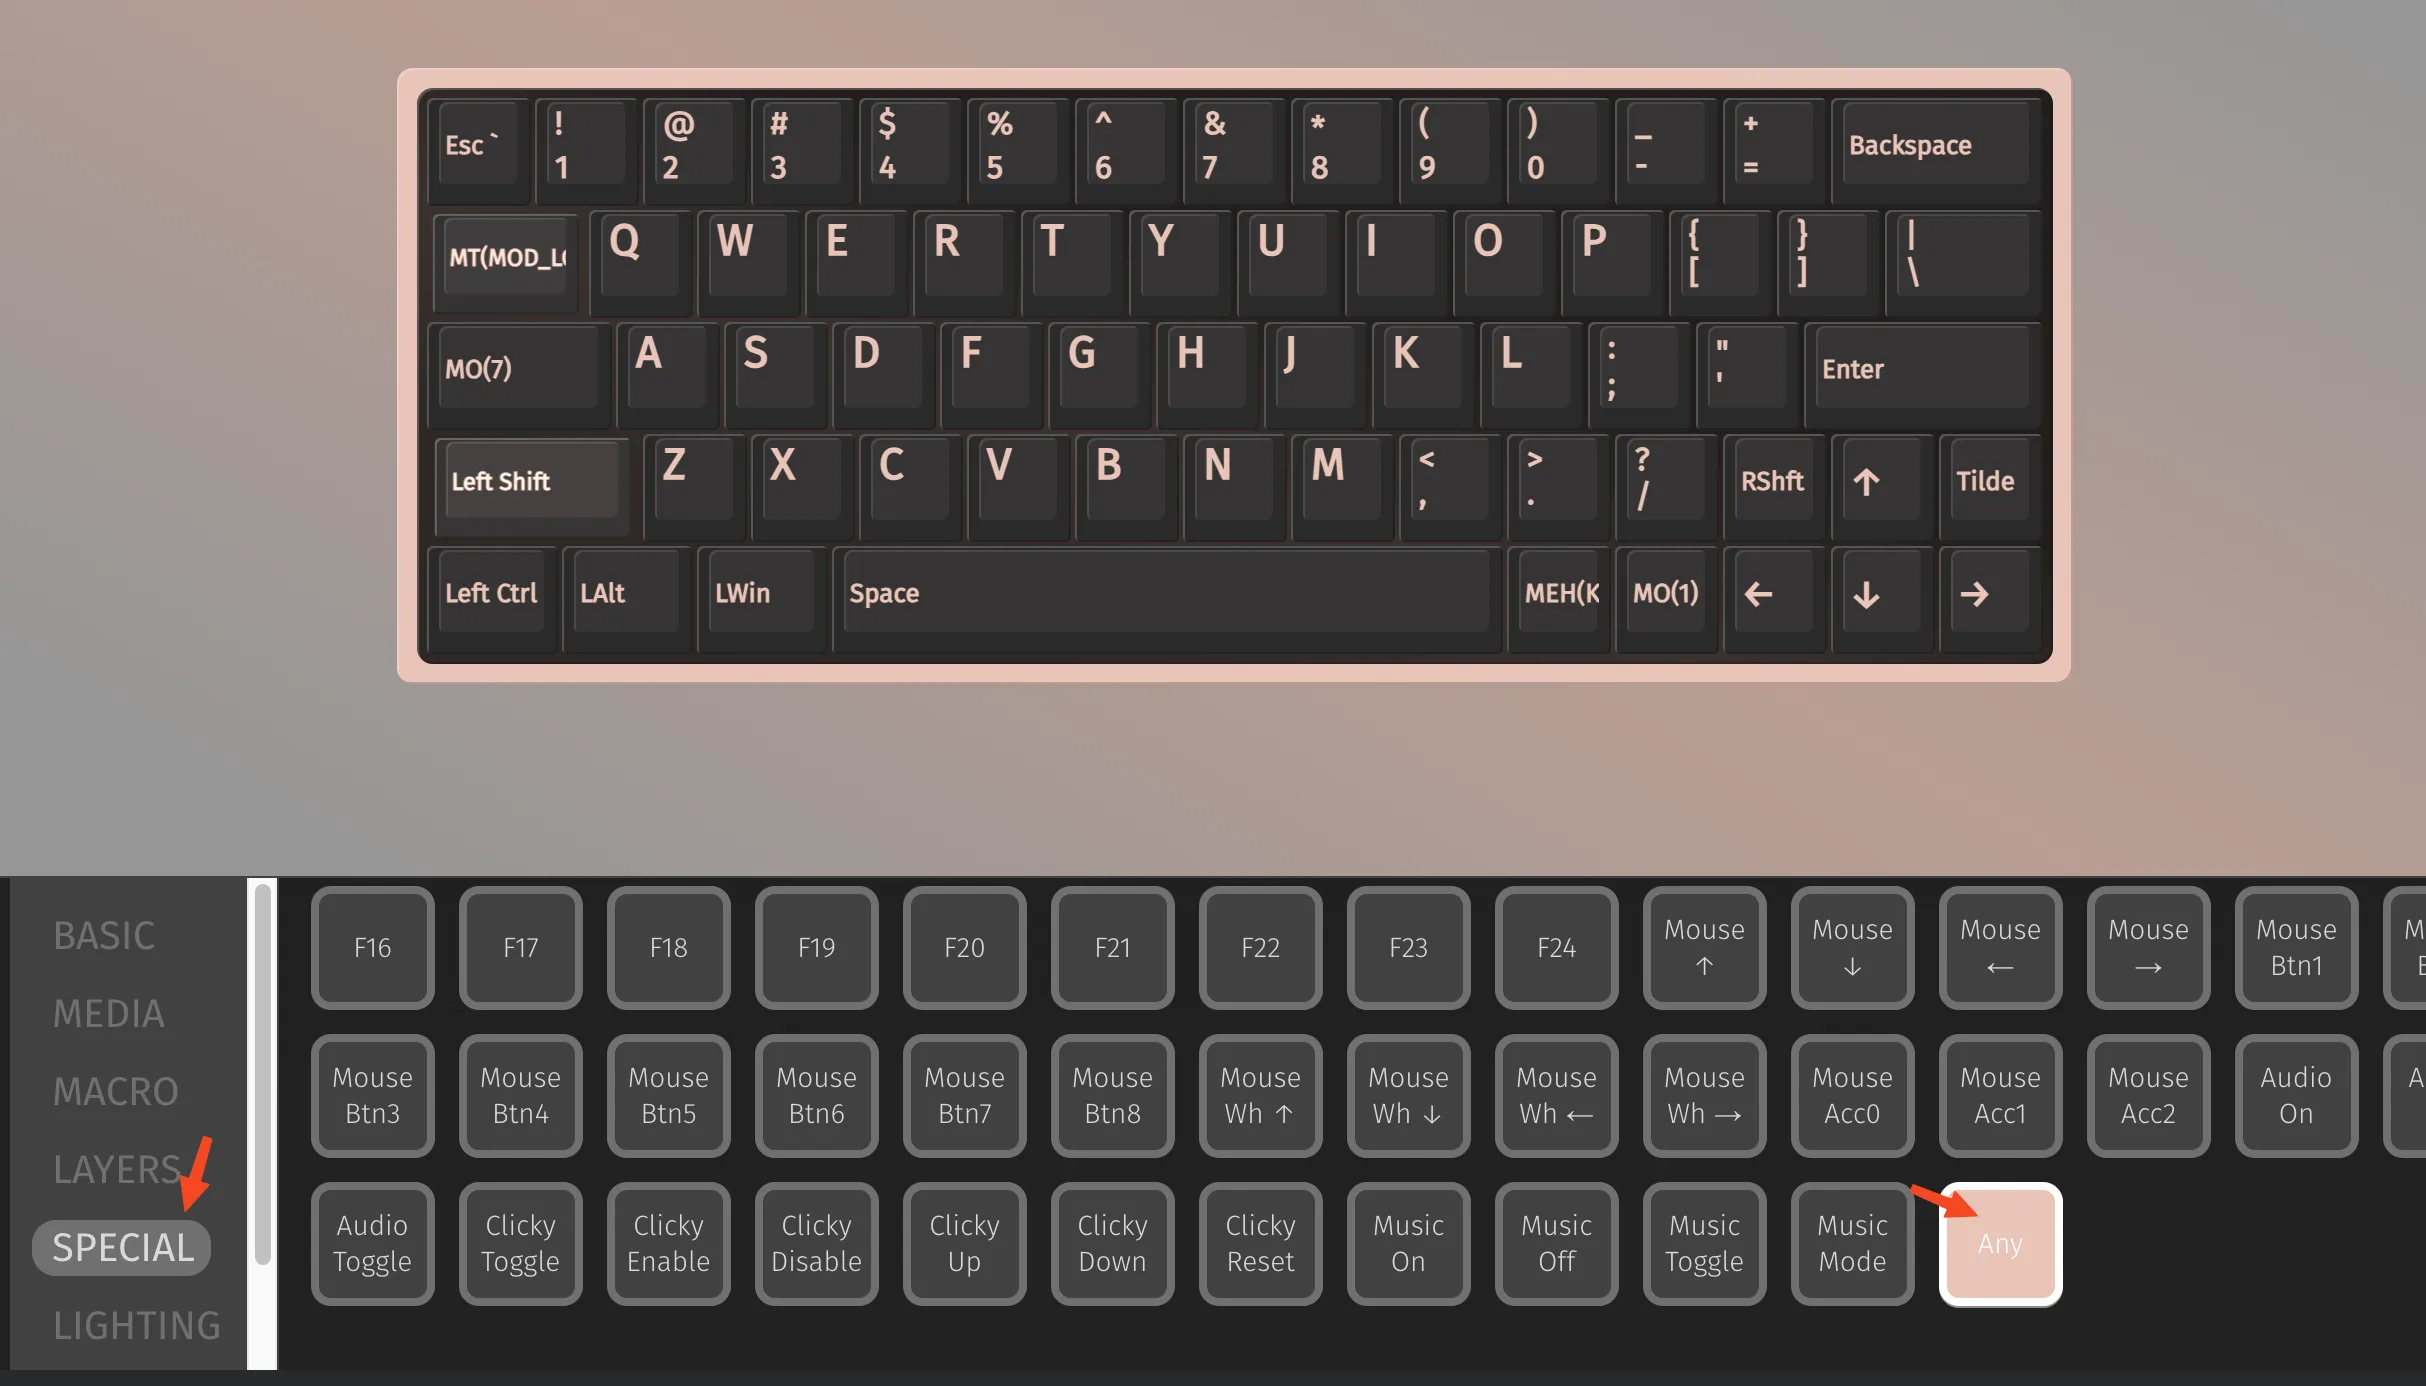 Esc `
! 1
@ 2
# 3
$ 4
% 5
^ 6
& 7
* 8
( 9
) 0
_ -
+ =
Backspace
MT(MOD_L
Q
W
E
R
T
Y
U
I
O
P
{ [
} ]
| \
MO(7)
A
S
D
F
G
H
J
K
L
: ;
" '
Enter
Left Shift
Z
X
C
V
B
N
M
< ,
> .
? /
RShft
↑
Tilde
Left Ctrl
LAlt
LWin
Space
MEH(K
MO(1)
←
↓
→
BASIC
MEDIA
MACRO
LAYERS
SPECIAL
LIGHTING
F16
F17
F18
F19
F20
F21
F22
F23
F24
Mouse ↑
Mouse ↓
Mouse ←
Mouse →
Mouse Btn1
Mouse Btn3
Mouse Btn4
Mouse Btn5
Mouse Btn6
Mouse Btn7
Mouse Btn8
Mouse Wh ↑
Mouse Wh ↓
Mouse Wh ←
Mouse Wh →
Mouse Acc0
Mouse Acc1
Mouse Acc2
Audio On
Audio Toggle
Clicky Toggle
Clicky Enable
Clicky Disable
Clicky Up
Clicky Down
Clicky Reset
Music On
Music Off
Music Toggle
Music Mode
Any